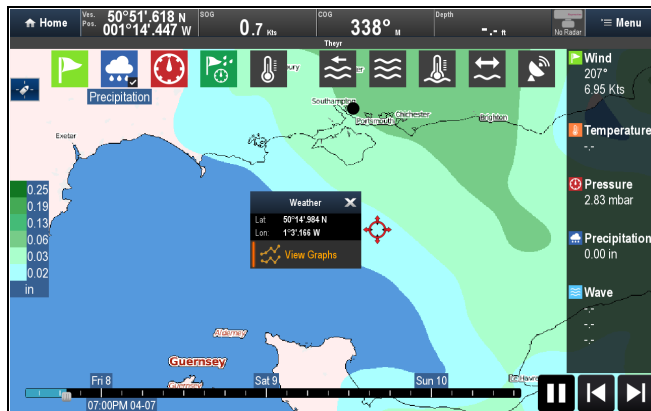 Home
Ves. Pos. 50°51'.618 N
001°14'.447 W
SOG
0.7 Kts
COG
338° M
Depth
-.- ft
No Radar
Menu
Theyr
Wind
207°
6.95 Kts
Precipitation
Southampton
Chichester
Portsmouth
Brighton
Exeter
Temperature
-.-
Pressure
2.83 mbar
Precipitation
0.00 in
Wave
-.-
-.-
-.-
0.25
0.19
0.13
0.06
0.03
0.02
in
Weather X
Lat 50°14'.984 N
Lon: 1°3'.166 W
View Graphs
Alderney
Guernsey
Guernsey
Le Havre
Fri 8
Sat 9
Sun 10
07:00PM 04-07